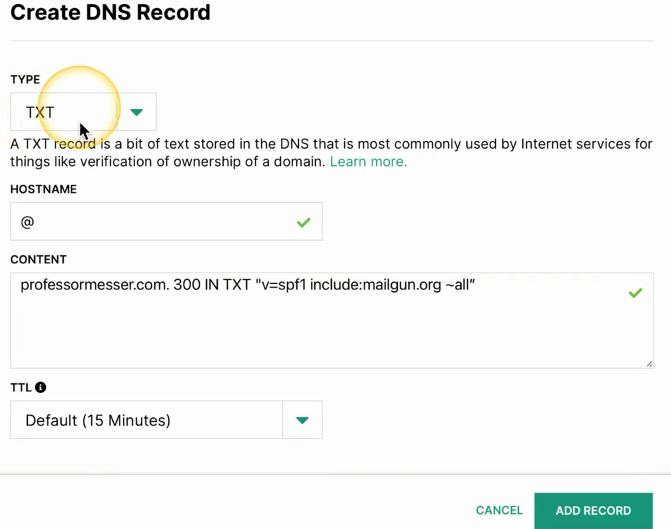 Create DNS Record
TYPE
TXT
A TXT record is a bit of text stored in the DNS that is most commonly used by Internet services for
things like verification of ownership of a domain. Learn more.
HOSTNAME
@
CONTENT
professormesser.com. 300 IN TXT "v=spf1 include:mailgun.org ~all”
TTL
Default (15 Minutes)
CANCEL
ADD RECORD